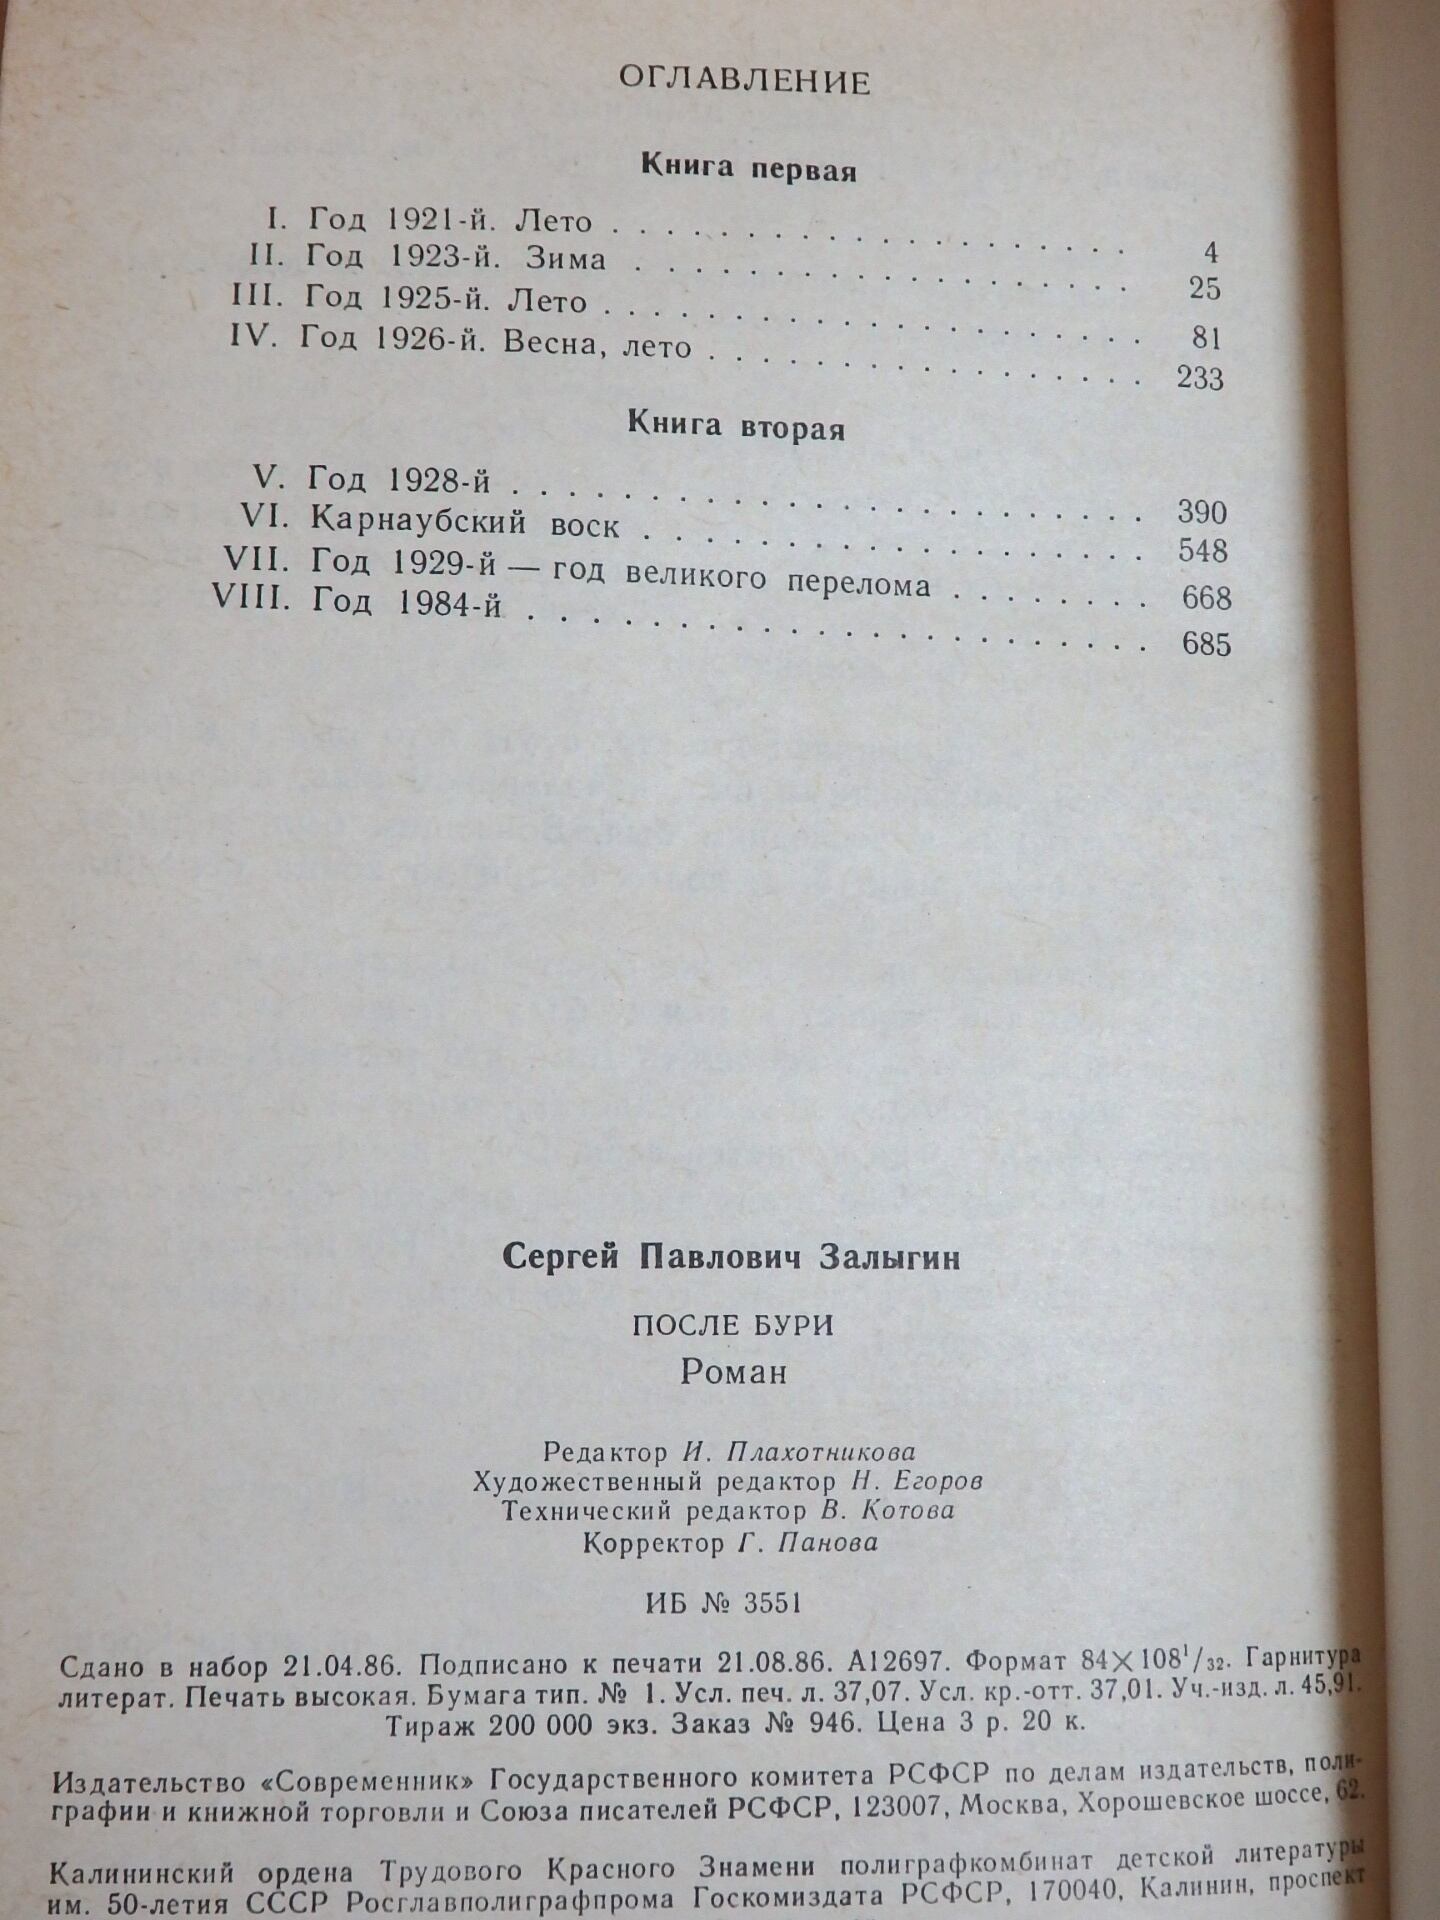 ОГЛАВЛЕНИЕ
Книга первая
I. Год 1921-й. Лето . . . . . . . . . . . . . . . . . . . . 4
II. Год 1923-й. Зима . . . . . . . . . . . . . . . . . . . 25
III. Год 1925-й. Лето . . . . . . . . . . . . . . . . . . . . 81
IV. Год 1926-й. Весна, лето . . . . . . . . . . . . . . . . 233
Книга вторая
V. Год 1928-й . . . . . . . . . . . . . . . . . . . . . . . 390
VI. Карнаубский воск . . . . . . . . . . . . . . . . . . 548
VII. Год 1929-й — год великого перелома . . . . . . . . 668
VIII. Год 1984-й . . . . . . . . . . . . . . . . . . . . . . 685
Сергей Павлович Залыгин
ПОСЛЕ БУРИ
Роман
Редактор И. Плахотникова
Художественный редактор Н. Егоров
Технический редактор В. Котова
Корректор Г. Панова
ИБ № 3551
Сдано в набор 21.04.86. Подписано к печати 21.08.86. А12697. Формат 84×108¹/₃₂. Гарнитура
литерат. Печать высокая. Бумага тип. № 1. Усл. печ. л. 37,07. Усл. кр.-отт. 37,01. Уч.-изд. л. 45,91.
Тираж 200 000 экз. Заказ № 946. Цена 3 р. 20 к.
Издательство «Современник» Государственного комитета РСФСР по делам издательств, поли-
графии и книжной торговли и Союза писателей РСФСР, 123007, Москва, Хорошевское шоссе, 62.
Калининский ордена Трудового Красного Знамени полиграфкомбинат детской литературы
им. 50-летия СССР Росглавполиграфпрома Госкомиздата РСФСР, 170040, Калинин, проспект